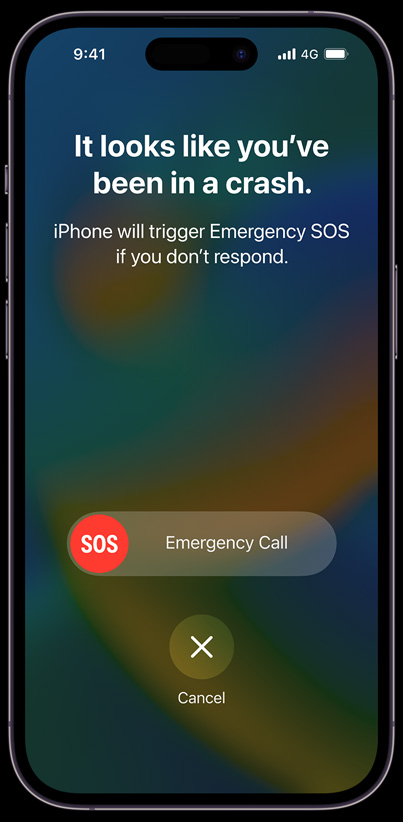 9:41
4G
It looks like you’ve
been in a crash.
iPhone will trigger Emergency SOS
if you don’t respond.
SOS
Emergency Call
Cancel